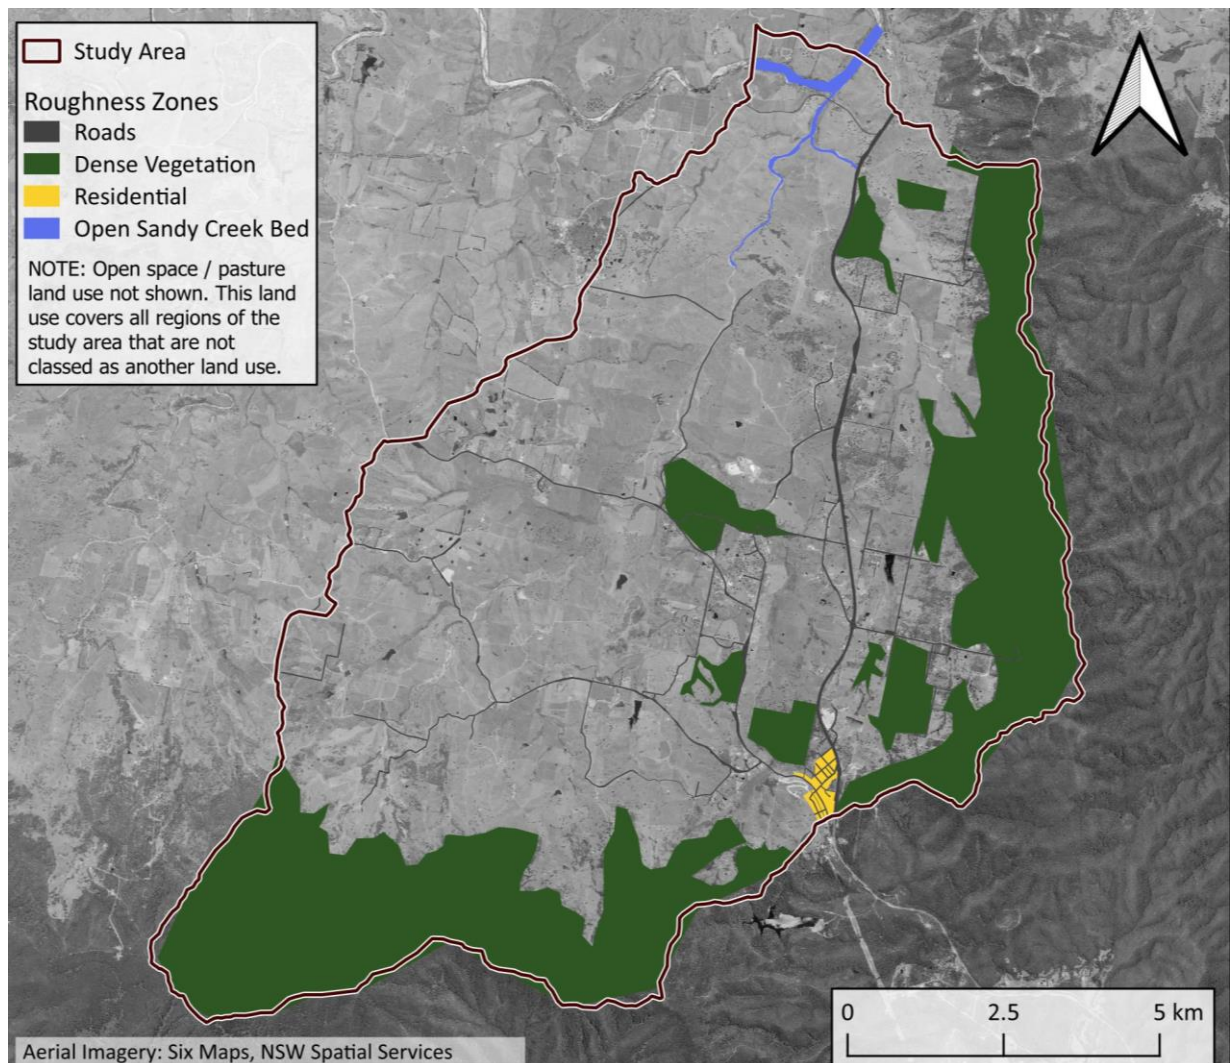 Study Area
Roughness Zones
Roads
Dense Vegetation
Residential
Open Sandy Creek Bed
NOTE: Open space / pasture
land use not shown. This land
use covers all regions of the
study area that are not
classed as another land use.
0 2.5 5 km
Aerial Imagery: Six Maps, NSW Spatial Services